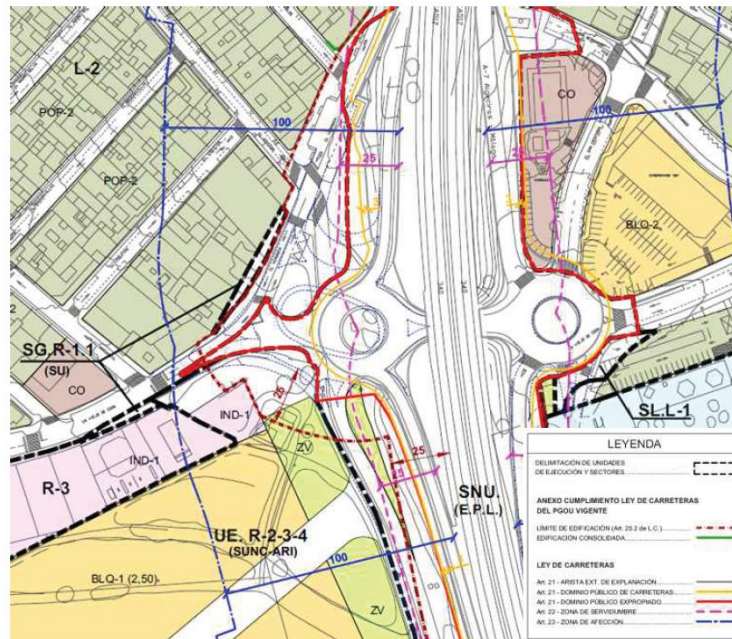 L-2
POP-2
POP-2
CO
100
100
25
25
BLQ-2
SG.R-1.1
(SU)
CO
IND-1
IND-1
25
R-3
ZV
25
25
SL.L-1
UE. R-2-3-4
(SUNC-ARI)
SNU.
(E.P.L.)
100
BLQ-1 (2,50)
ZV
LEYENDA
DELIMITACIÓN DE UNIDADES
DE EJECUCIÓN Y SECTORES
ANEXO CUMPLIMIENTO LEY DE CARRETERAS
DEL PGOU VIGENTE
LÍMITE DE EDIFICACIÓN (Art. 25.2 de L.C.)
EDIFICACIÓN CONSOLIDADA
LEY DE CARRETERAS
Art. 21 - ARISTA EXT. DE EXPLANACIÓN
Art. 21 - DOMINIO PÚBLICO DE CARRETERAS
Art. 21 - DOMINIO PÚBLICO EXPROPIADO
Art. 22 - ZONA DE SERVIDUMBRE
Art. 23 - ZONA DE AFECCIÓN